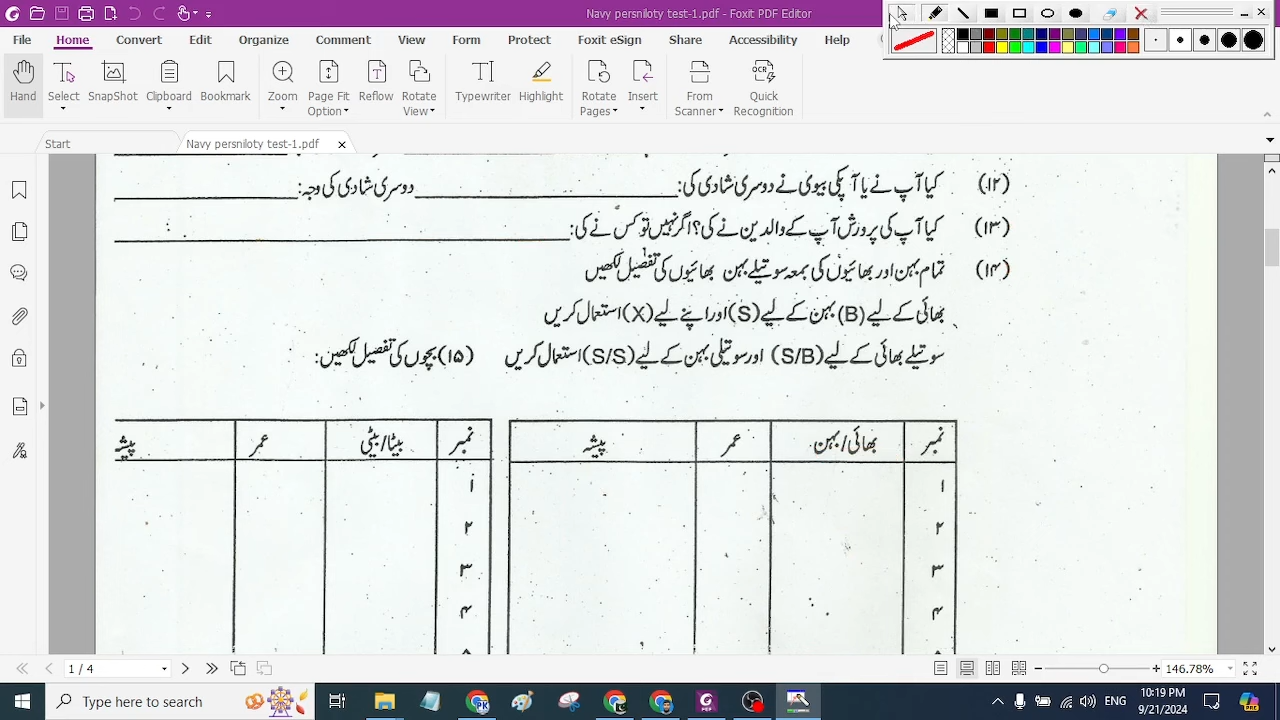 Navy persniloty test-1.pdf - Foxit PDF Editor
File Home Convert Edit Organize Comment View Form Protect Foxit eSign Share Accessibility Help
Hand Select SnapShot Clipboard Bookmark Zoom Page Fit Option Reflow Rotate View Typewriter Highlight Rotate Pages Insert From Scanner Quick Recognition
Start Navy persniloty test-1.pdf
(۱۲) کیا آپ نے یا آپکی بیوی نے دوسری شادی کی: دوسری شادی کی وجہ:
(۱۳) کیا آپ کی پرورش آپ کے والدین نے کی؟ اگر نہیں تو کس نے کی:
(۱۴) تمام بہن اور بھائیوں کی بمعہ سوتیلے بہن بھائیوں کی تفصیل لکھیں
بھائی کے لیے (B) بہن کے لیے (S) اور اپنے لیے (X) استعمال کریں
سوتیلے بھائی کے لیے (S/B) اور سوتیلی بہن کے لیے (S/S) استعمال کریں (۱۵) بچوں کی تفصیل لکھیں:
نمبر بھائی/بہن عمر پیشہ نمبر بیٹا/بیٹی عمر پیشہ
۱ ۱
۲ ۲
۳ ۳
۴ ۴
1 / 4 146.78%
Type here to search ENG 10:19 PM 9/21/2024